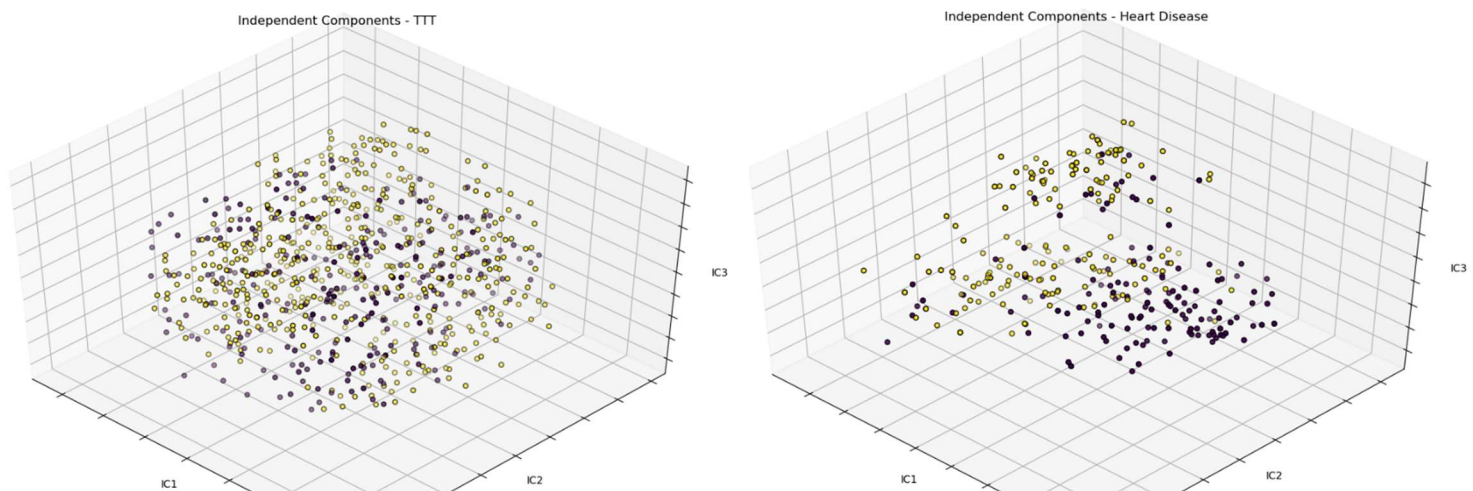 Independent Components - TTT
IC3
IC2
IC1
Independent Components - Heart Disease
IC3
IC2
IC1